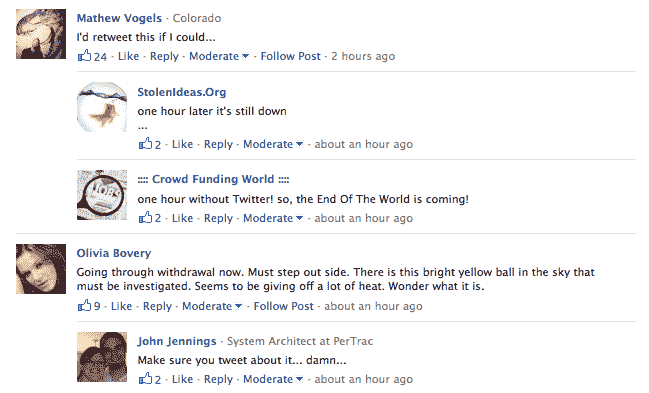 Mathew Vogels · Colorado
I'd retweet this if I could...
24 · Like · Reply · Moderate · Follow Post · 2 hours ago
StolenIdeas.Org
one hour later it's still down
...
2 · Like · Reply · Moderate · about an hour ago
:::: Crowd Funding World ::::
one hour without Twitter! so, the End Of The World is coming!
2 · Like · Reply · Moderate · about an hour ago
Olivia Bovery
Going through withdrawal now. Must step out side. There is this bright yellow ball in the sky that
must be investigated. Seems to be giving off a lot of heat. Wonder what it is.
9 · Like · Reply · Moderate · Follow Post · about an hour ago
John Jennings · System Architect at PerTrac
Make sure you tweet about it... damn...
2 · Like · Reply · Moderate · about an hour ago